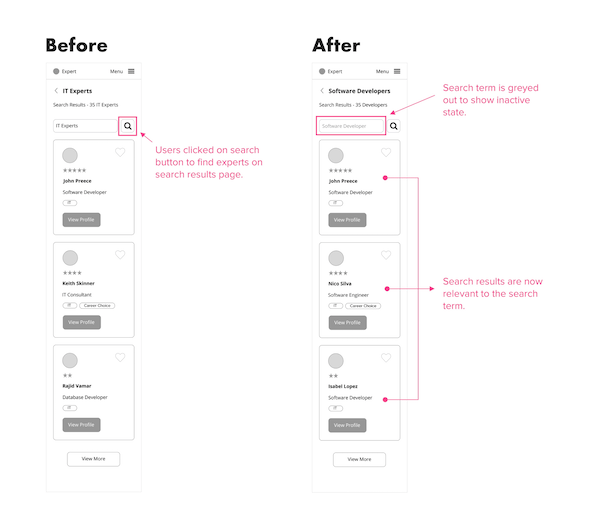 Before
Expert Menu
IT Experts
Search Results - 35 IT Experts
IT Experts
Users clicked on search
button to find experts on
search results page.
John Preece
Software Developer
IT
View Profile
Keith Skinner
IT Consultant
IT Career Choice
View Profile
Rajid Vamar
Database Developer
IT
View Profile
View More
After
Expert Menu
Software Developers
Search Results - 35 Developers
Software Developer
Search term is greyed
out to show inactive
state.
John Preece
Software Developer
IT
View Profile
Nico Silva
Software Engineer
IT Career Choice
View Profile
Search results are now
relevant to the search
term.
Isabel Lopez
Software Developer
IT
View Profile
View More